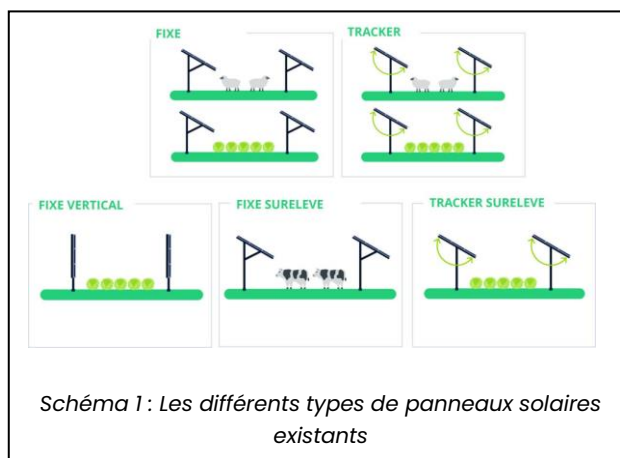 FIXE
TRACKER
FIXE VERTICAL
FIXE SURELEVE
TRACKER SURELEVE
Schéma 1 : Les différents types de panneaux solaires
existants